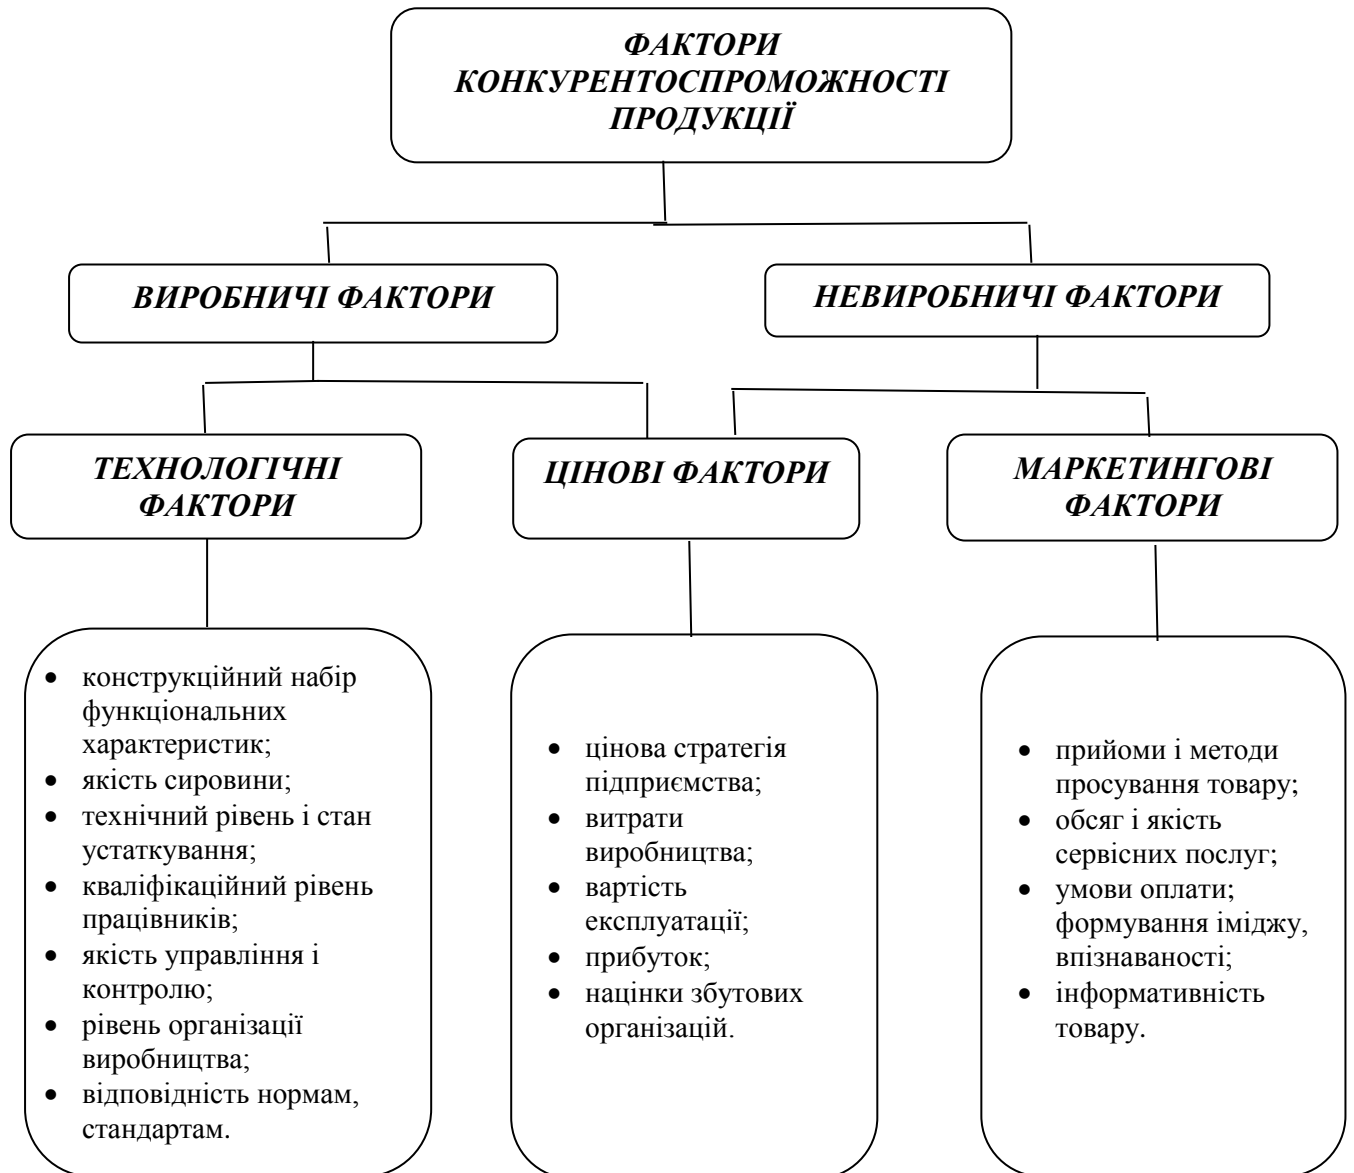 ФАКТОРИ
КОНКУРЕНТОСПРОМОЖНОСТІ
ПРОДУКЦІЇ
ВИРОБНИЧІ ФАКТОРИ
НЕВИРОБНИЧІ ФАКТОРИ
ТЕХНОЛОГІЧНІ
ФАКТОРИ
ЦІНОВІ ФАКТОРИ
МАРКЕТИНГОВІ
ФАКТОРИ
• конструкційний набір
функціональних
характеристик;
• якість сировини;
• технічний рівень і стан
устаткування;
• кваліфікаційний рівень
працівників;
• якість управління і
контролю;
• рівень організації
виробництва;
• відповідність нормам,
стандартам.
• цінова стратегія
підприємства;
• витрати
виробництва;
• вартість
експлуатації;
• прибуток;
• націнки збутових
організацій.
• прийоми і методи
просування товару;
• обсяг і якість
сервісних послуг;
• умови оплати;
формування іміджу,
впізнаваності;
• інформативність
товару.